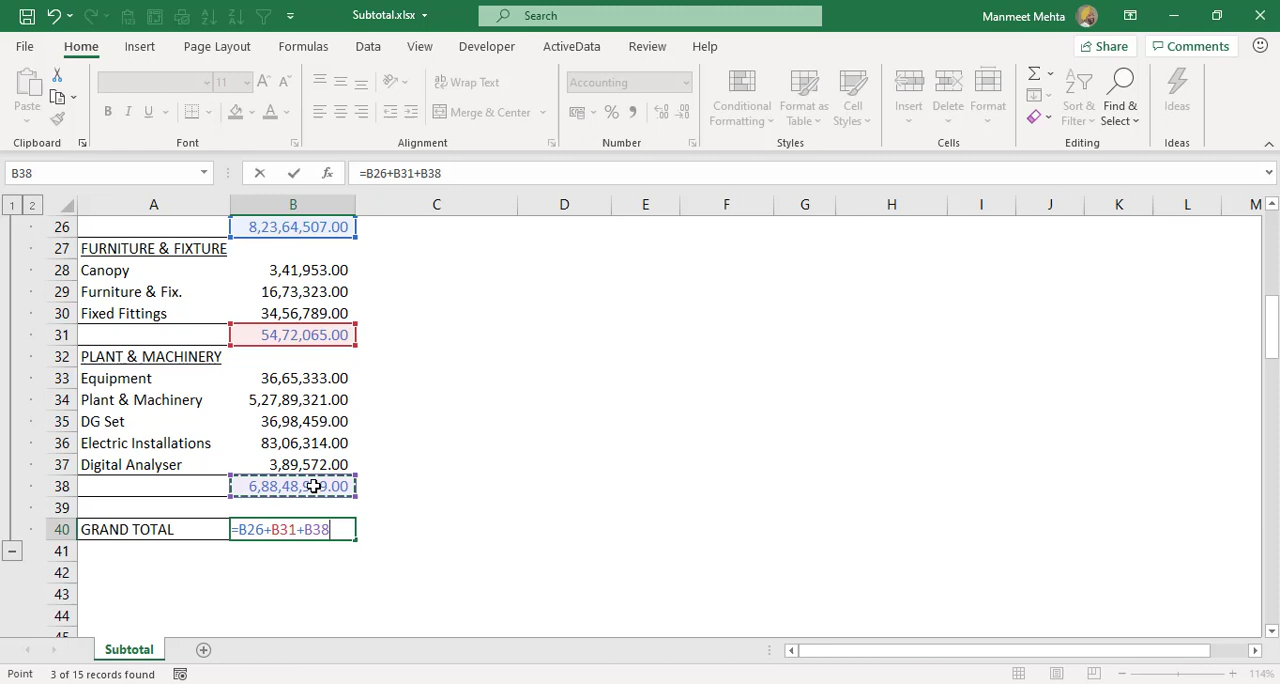 Subtotal.xlsx
Search
Manmeet Mehta
File Home Insert Page Layout Formulas Data View Developer ActiveData Review Help
Share Comments
Paste
Clipboard
11
B I U
Font
Wrap Text
Merge & Center
Alignment
Accounting
%
Number
Conditional Formatting
Format as Table
Cell Styles
Styles
Insert Delete Format
Cells
Sort & Filter
Find & Select
Editing
Ideas
Ideas
B38 fx =B26+B31+B38
1 2 A B C D E F G H I J K L M
26 8,23,64,507.00
27 FURNITURE & FIXTURE
28 Canopy 3,41,953.00
29 Furniture & Fix. 16,73,323.00
30 Fixed Fittings 34,56,789.00
31 54,72,065.00
32 PLANT & MACHINERY
33 Equipment 36,65,333.00
34 Plant & Machinery 5,27,89,321.00
35 DG Set 36,98,459.00
36 Electric Installations 83,06,314.00
37 Digital Analyser 3,89,572.00
38
39
40 GRAND TOTAL =B26+B31+B38
41
42
43
44
45
Subtotal
Point 3 of 15 records found 114%